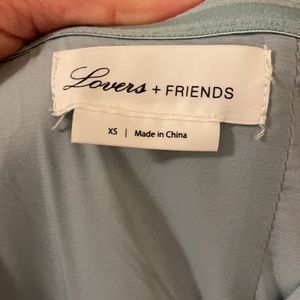 Lovers + FRIENDS
XS | Made in China